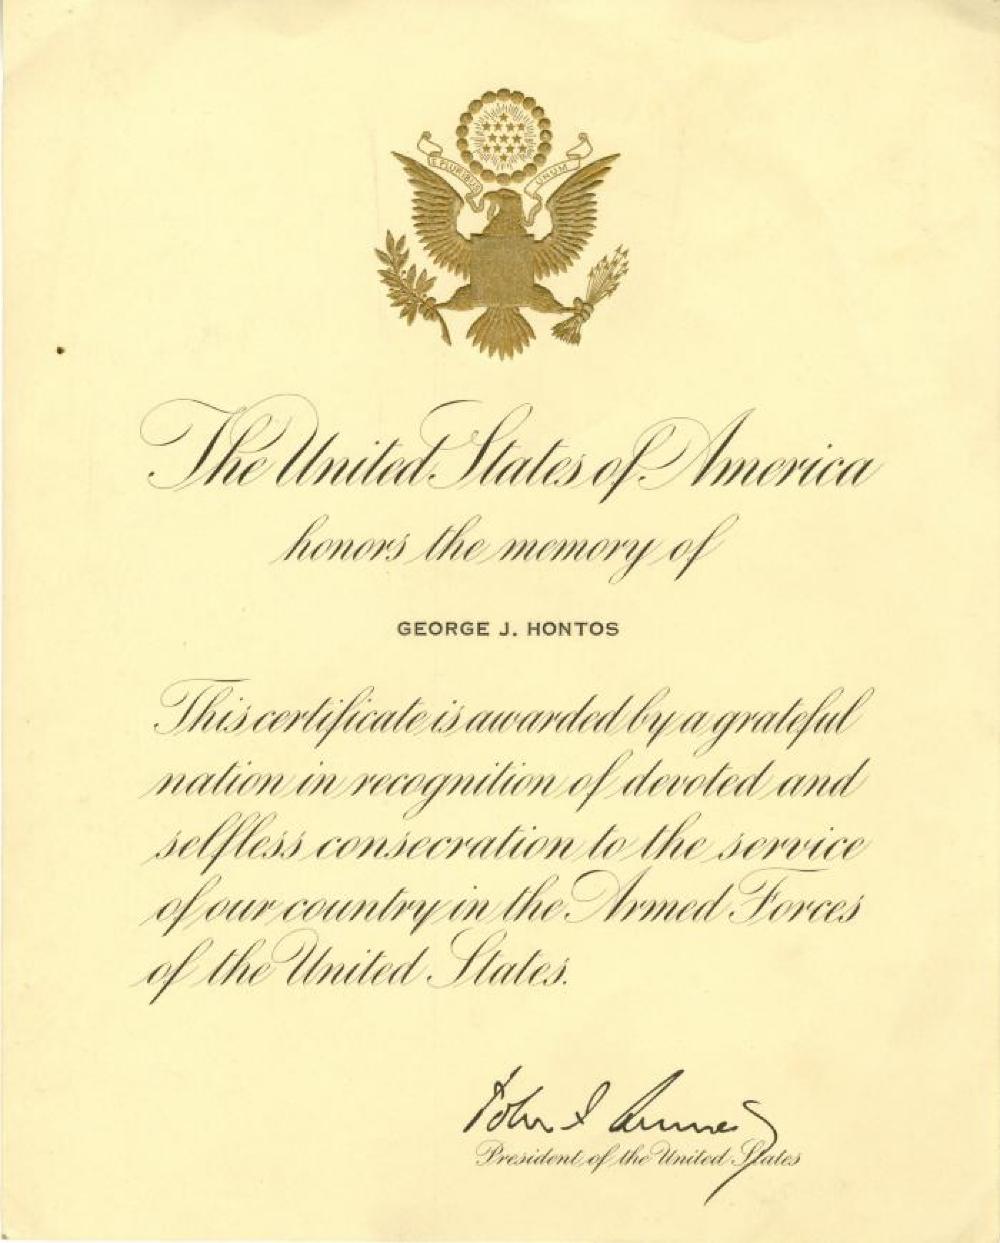 E PLURIBUS UNUM
The United States of America
honors the memory of
GEORGE J. HONTOS
This certificate is awarded by a grateful
nation in recognition of devoted and
selfless consecration to the service
of our country in the Armed Forces
of the United States.
John F. Kennedy
President of the United States